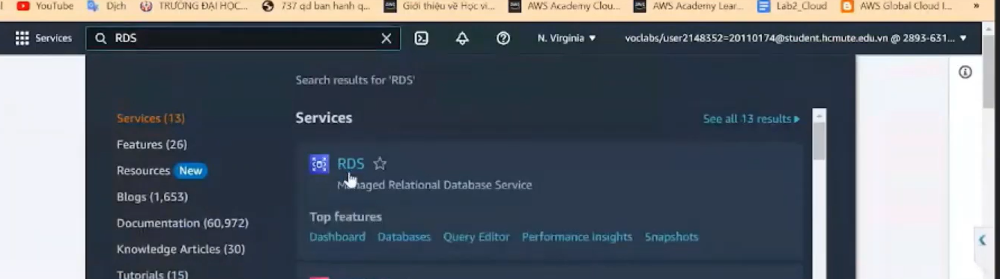 YouTube Dịch TRƯỜNG ĐẠI HỌC... 737 qd ban hanh q... Giới thiệu về Học vi... AWS Academy Clou... AWS Academy Lear... Lab2_Cloud AWS Global Cloud I... »
Services RDS N. Virginia ▼ voclabs/user2148352=20110174@student.hcmute.edu.vn @ 2893-631... ▼
Search results for 'RDS'
Services (13)
Features (26)
Resources New
Blogs (1,653)
Documentation (60,972)
Knowledge Articles (30)
Tutorials (15)
Services
See all 13 results ▶
RDS
Managed Relational Database Service
Top features
Dashboard Databases Query Editor Performance Insights Snapshots